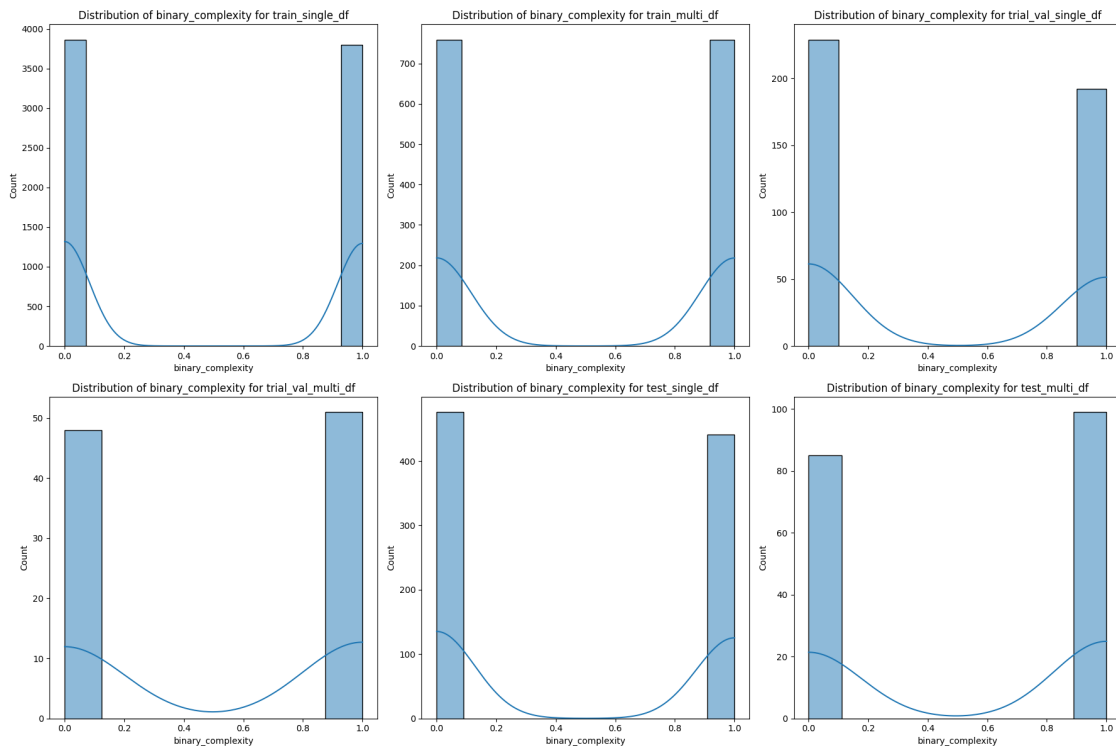 Distribution of binary_complexity for train_single_df
4000
3500
3000
2500
2000
1500
1000
500
0
Count
0.0 0.2 0.4 0.6 0.8 1.0
binary_complexity
Distribution of binary_complexity for train_multi_df
700
600
500
400
300
200
100
0
Count
0.0 0.2 0.4 0.6 0.8 1.0
binary_complexity
Distribution of binary_complexity for trial_val_single_df
200
150
100
50
0
Count
0.0 0.2 0.4 0.6 0.8 1.0
binary_complexity
Distribution of binary_complexity for trial_val_multi_df
50
40
30
20
10
0
Count
0.0 0.2 0.4 0.6 0.8 1.0
binary_complexity
Distribution of binary_complexity for test_single_df
400
300
200
100
0
Count
0.0 0.2 0.4 0.6 0.8 1.0
binary_complexity
Distribution of binary_complexity for test_multi_df
100
80
60
40
20
0
Count
0.0 0.2 0.4 0.6 0.8 1.0
binary_complexity